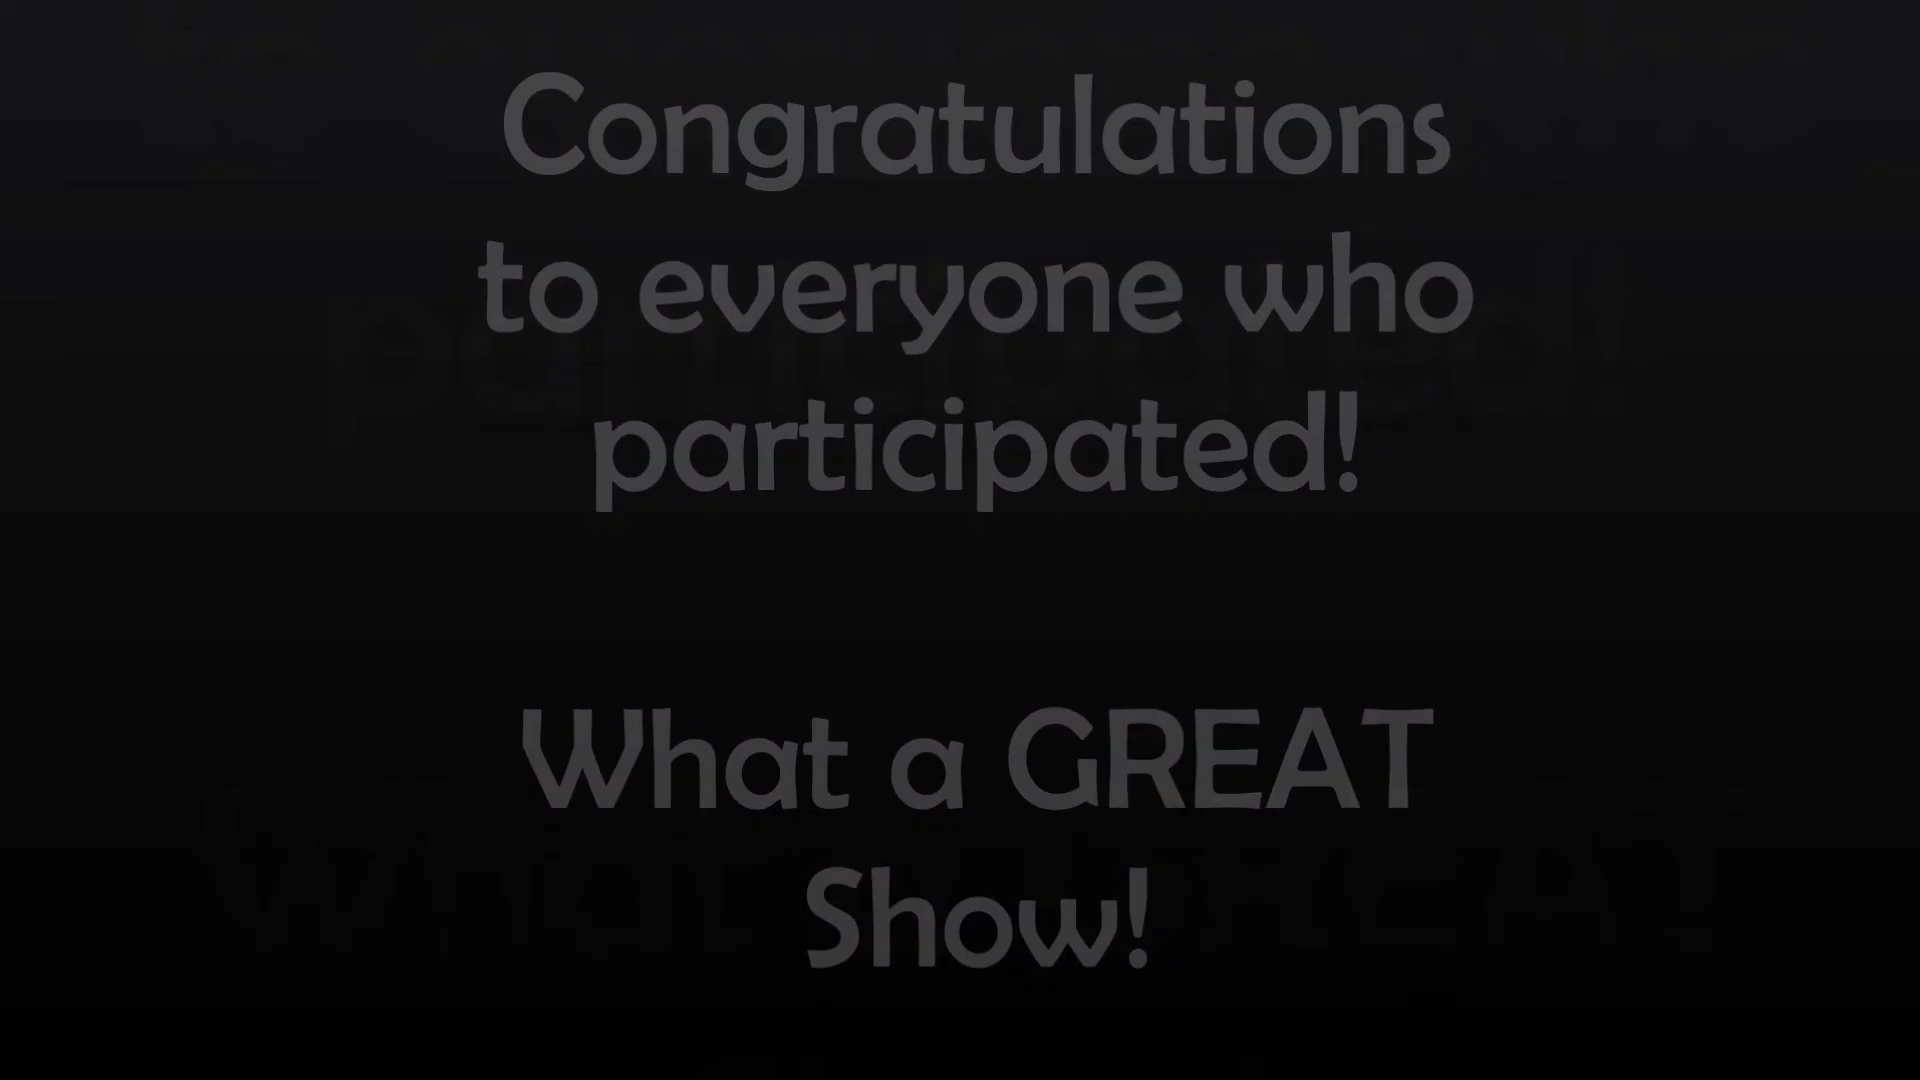 Congratulations
to everyone who
participated!
What a GREAT
Show!